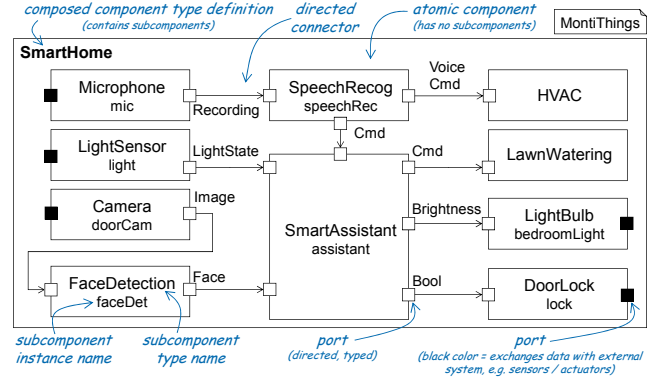 composed component type definition
(contains subcomponents)
directed
connector
atomic component
(has no subcomponents)
MontiThings
SmartHome
Microphone
mic
Recording
SpeechRecog
speechRec
Voice
Cmd
HVAC
Cmd
LightSensor
light
LightState
Cmd
LawnWatering
Camera
doorCam
Image
SmartAssistant
assistant
Brightness
LightBulb
bedroomLight
FaceDetection
faceDet
Face
Bool
DoorLock
lock
subcomponent
instance name
subcomponent
type name
port
(directed, typed)
port
(black color = exchanges data with external
system, e.g. sensors / actuators)